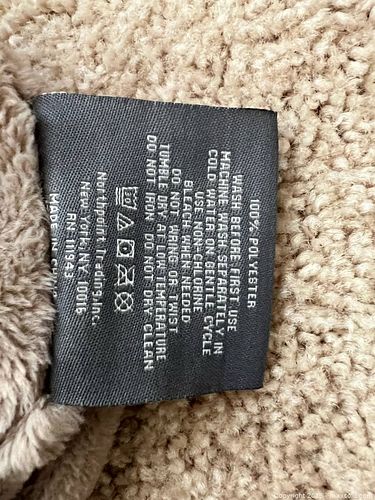 100% POLYESTER
WASH BEFORE FIRST USE
MACHINE WASH SEPARATELY IN
COLD WATER GENTLE CYCLE
USE NON-CHLORINE
BLEACH WHEN NEEDED
DO NOT WRING OR TWIST
TUMBLE DRY AT LOW TEMPERATURE
DO NOT IRON DO NOT DRY CLEAN
Northpoint Trading Inc.
New York, N.Y. 10016
RN 111943
MADE IN
Copyright